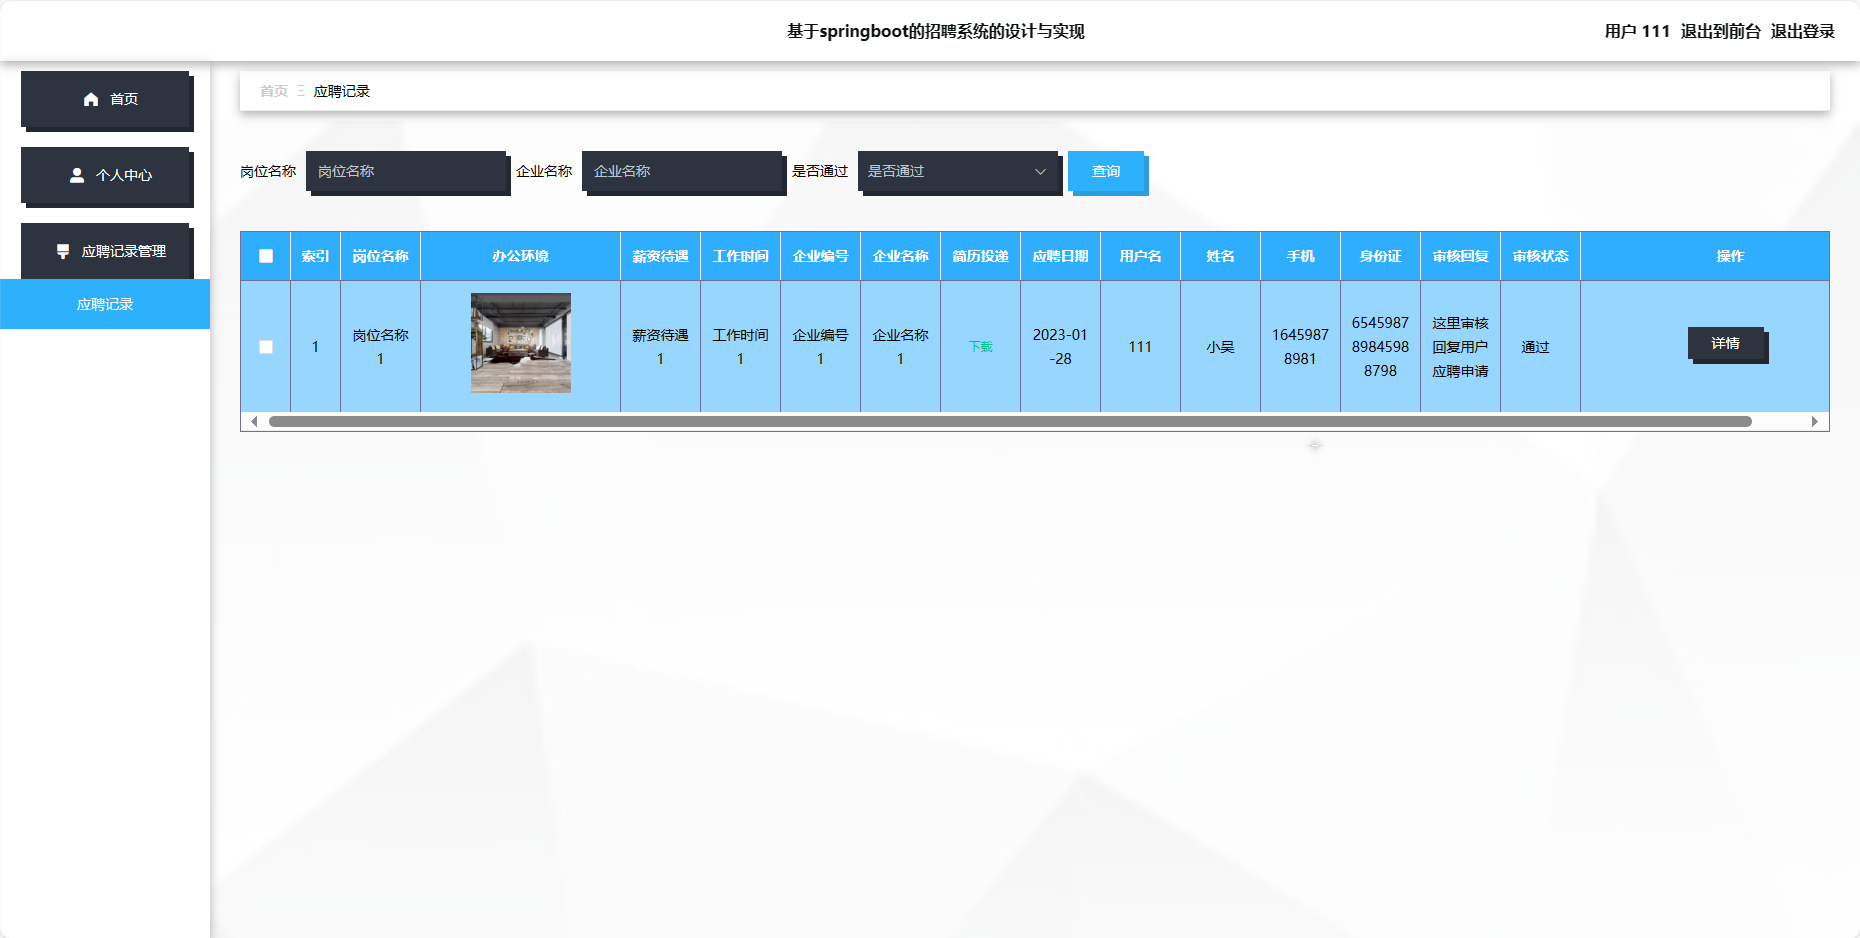 基于springboot的招聘系统的设计与实现
用户 111 退出到前台 退出登录
首页
个人中心
应聘记录管理
应聘记录
首页 应聘记录
岗位名称 岗位名称 企业名称 企业名称 是否通过 是否通过 查询
索引 岗位名称 办公环境 薪资待遇 工作时间 企业编号 企业名称 简历投递 应聘日期 用户名 姓名 手机 身份证 审核回复 审核状态 操作
1
岗位名称
1
薪资待遇
1
工作时间
1
企业编号
1
企业名称
1
下载
2023-01
-28
111
小吴
1645987
8981
6545987
8984598
8798
这里审核
回复用户
应聘申请
通过
详情